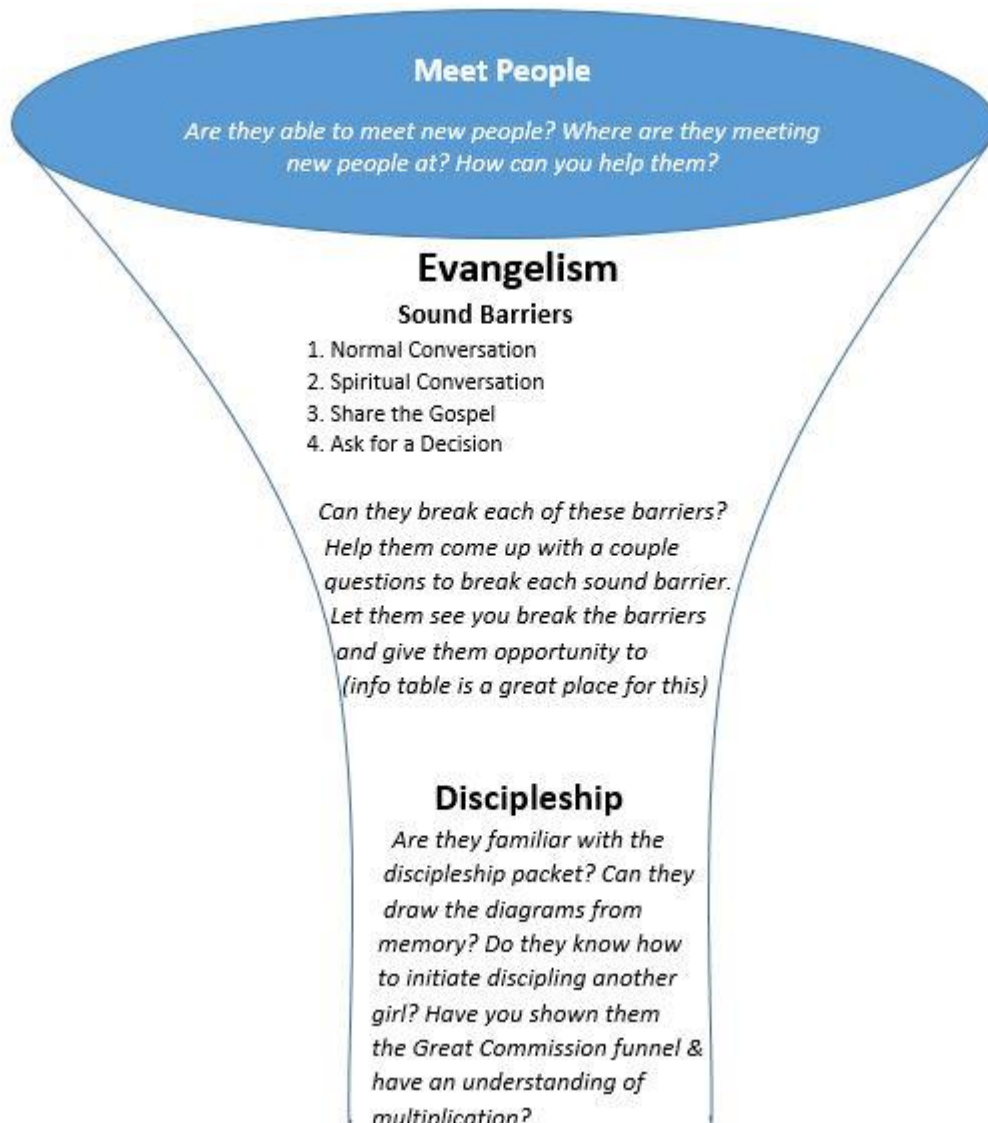 Meet People
Are they able to meet new people? Where are they meeting
new people at? How can you help them?
Evangelism
Sound Barriers
1. Normal Conversation
2. Spiritual Conversation
3. Share the Gospel
4. Ask for a Decision
Can they break each of these barriers?
Help them come up with a couple
questions to break each sound barrier.
Let them see you break the barriers
and give them opportunity to
(info table is a great place for this)
Discipleship
Are they familiar with the
discipleship packet? Can they
draw the diagrams from
memory? Do they know how
to initiate discipling another
girl? Have you shown them
the Great Commission funnel &
have an understanding of
multiplication?